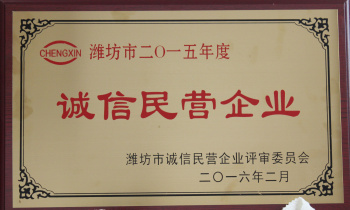 CHENGXIN 潍坊市二〇一五年度
诚信民营企业
潍坊市诚信民营企业评审委员会
二〇一六年二月